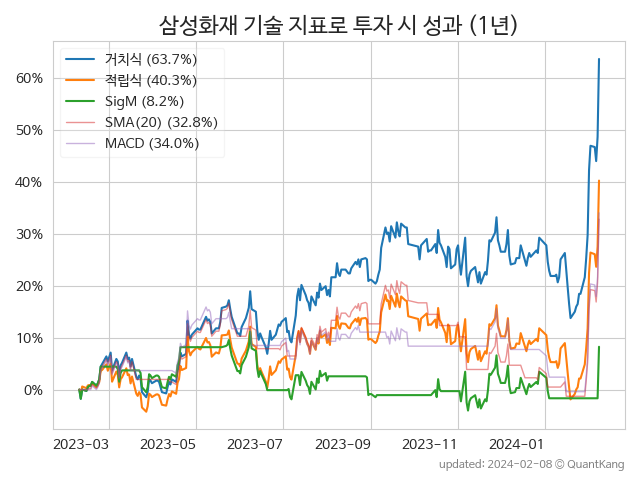 삼성화재 기술 지표로 투자 시 성과 (1년)
거치식 (63.7%)
적립식 (40.3%)
SigM (8.2%)
SMA(20) (32.8%)
MACD (34.0%)
60%
50%
40%
30%
20%
10%
0%
2023-03 2023-05 2023-07 2023-09 2023-11 2024-01
updated: 2024-02-08 © QuantKang